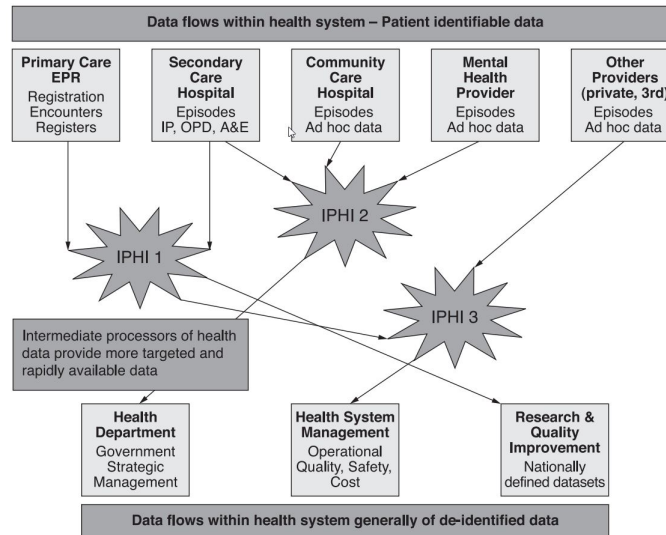 Data flows within health system – Patient identifiable data
Primary Care
EPR
Registration
Encounters
Registers
Secondary
Care
Hospital
Episodes
IP, OPD, A&E
Community
Care
Hospital
Episodes
Ad hoc data
Mental
Health
Provider
Episodes
Ad hoc data
Other
Providers
(private, 3rd)
Episodes
Ad hoc data
IPHI 2
IPHI 1
IPHI 3
Intermediate processors of health
data provide more targeted and
rapidly available data
Health
Department
Government
Strategic
Management
Health System
Management
Operational
Quality, Safety,
Cost
Research &
Quality
Improvement
Nationally
defined datasets
Data flows within health system generally of de-identified data